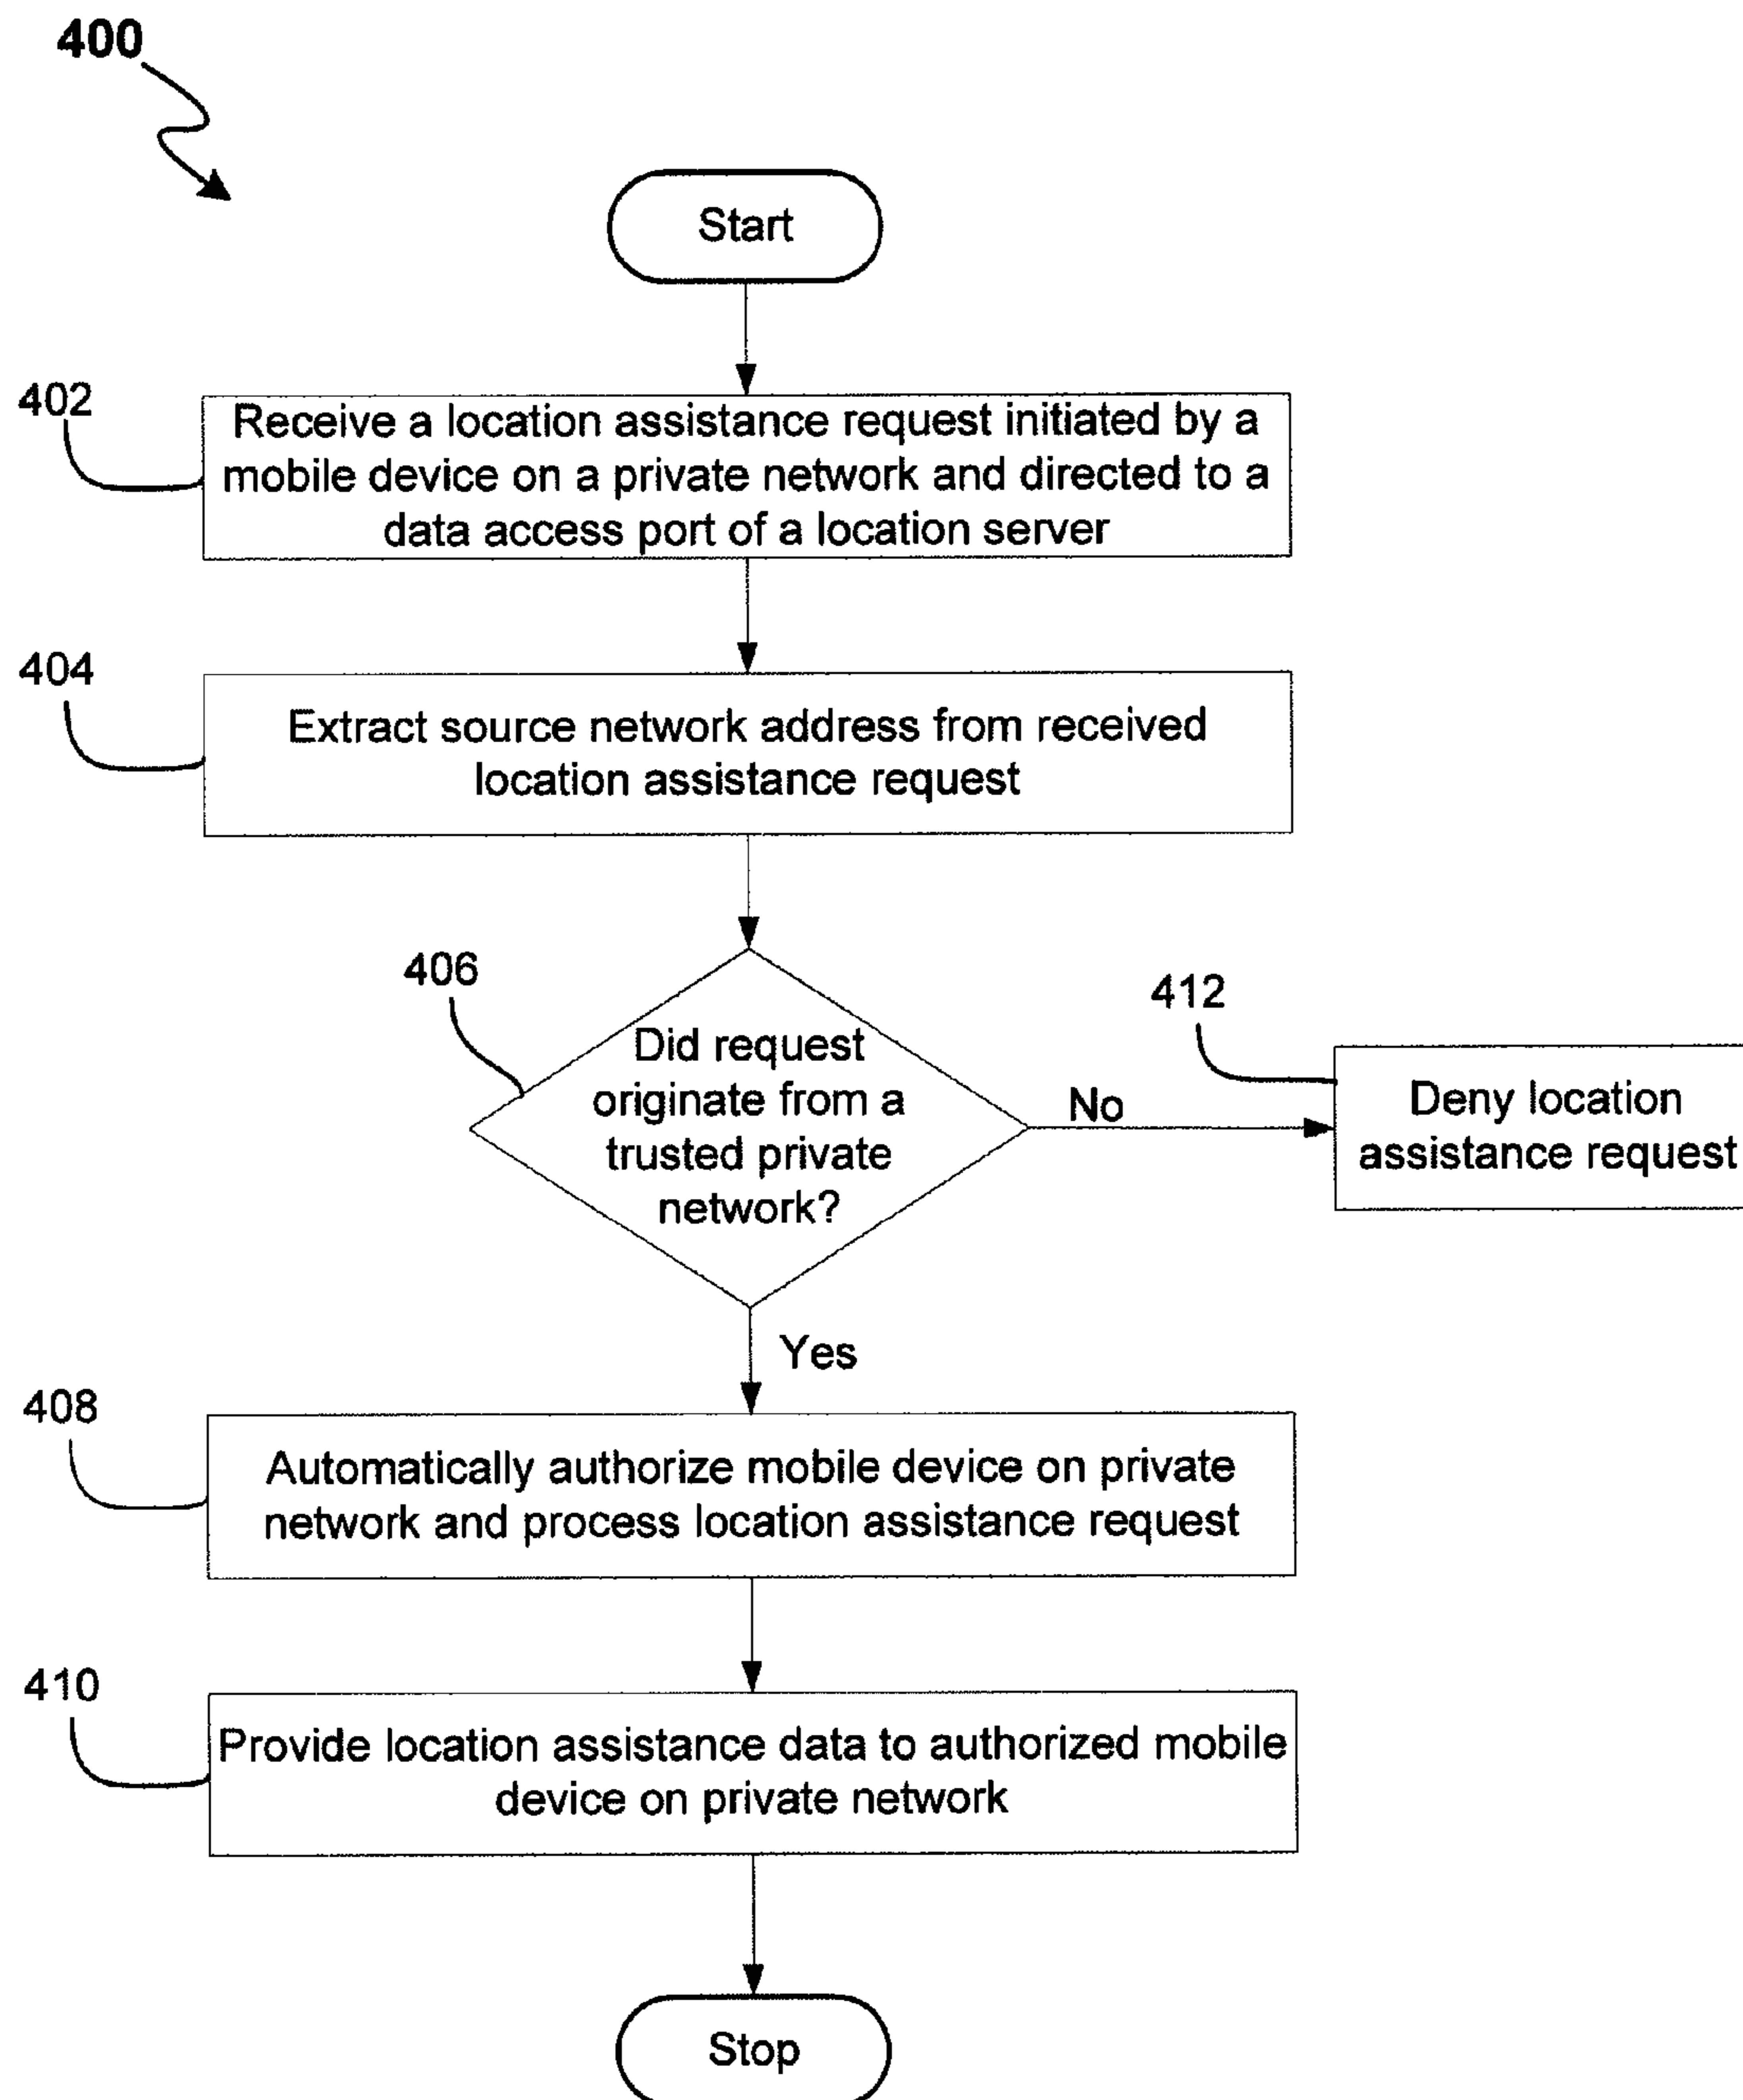 400
Start
402
Receive a location assistance request initiated by a
mobile device on a private network and directed to a
data access port of a location server
404
Extract source network address from received
location assistance request
406
Did request
originate from a
trusted private
network?
412
No
Deny location
assistance request
Yes
408
Automatically authorize mobile device on private
network and process location assistance request
410
Provide location assistance data to authorized mobile
device on private network
Stop